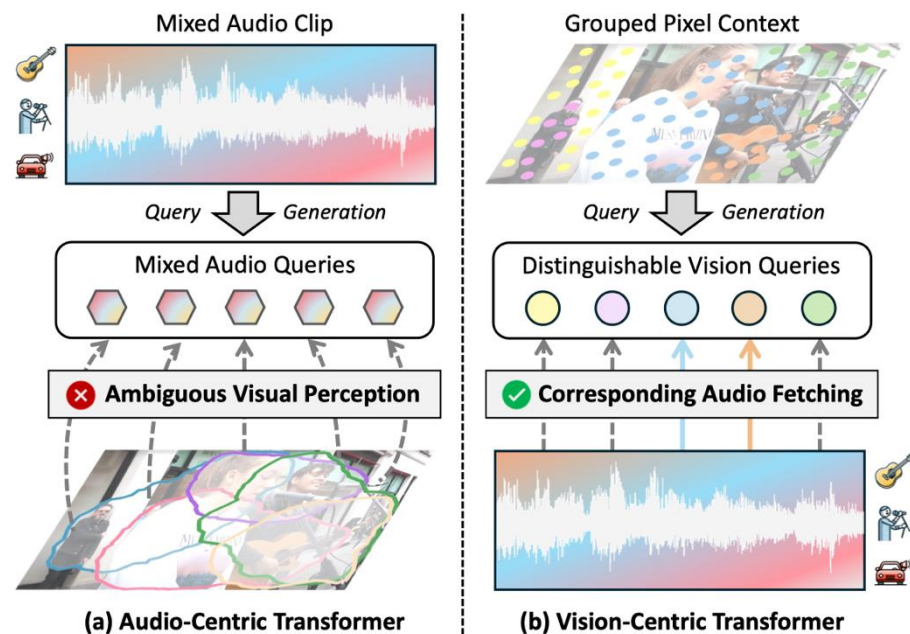 Mixed Audio Clip
Query Generation
Mixed Audio Queries
Ambiguous Visual Perception
(a) Audio-Centric Transformer
Grouped Pixel Context
Query Generation
Distinguishable Vision Queries
Corresponding Audio Fetching
(b) Vision-Centric Transformer